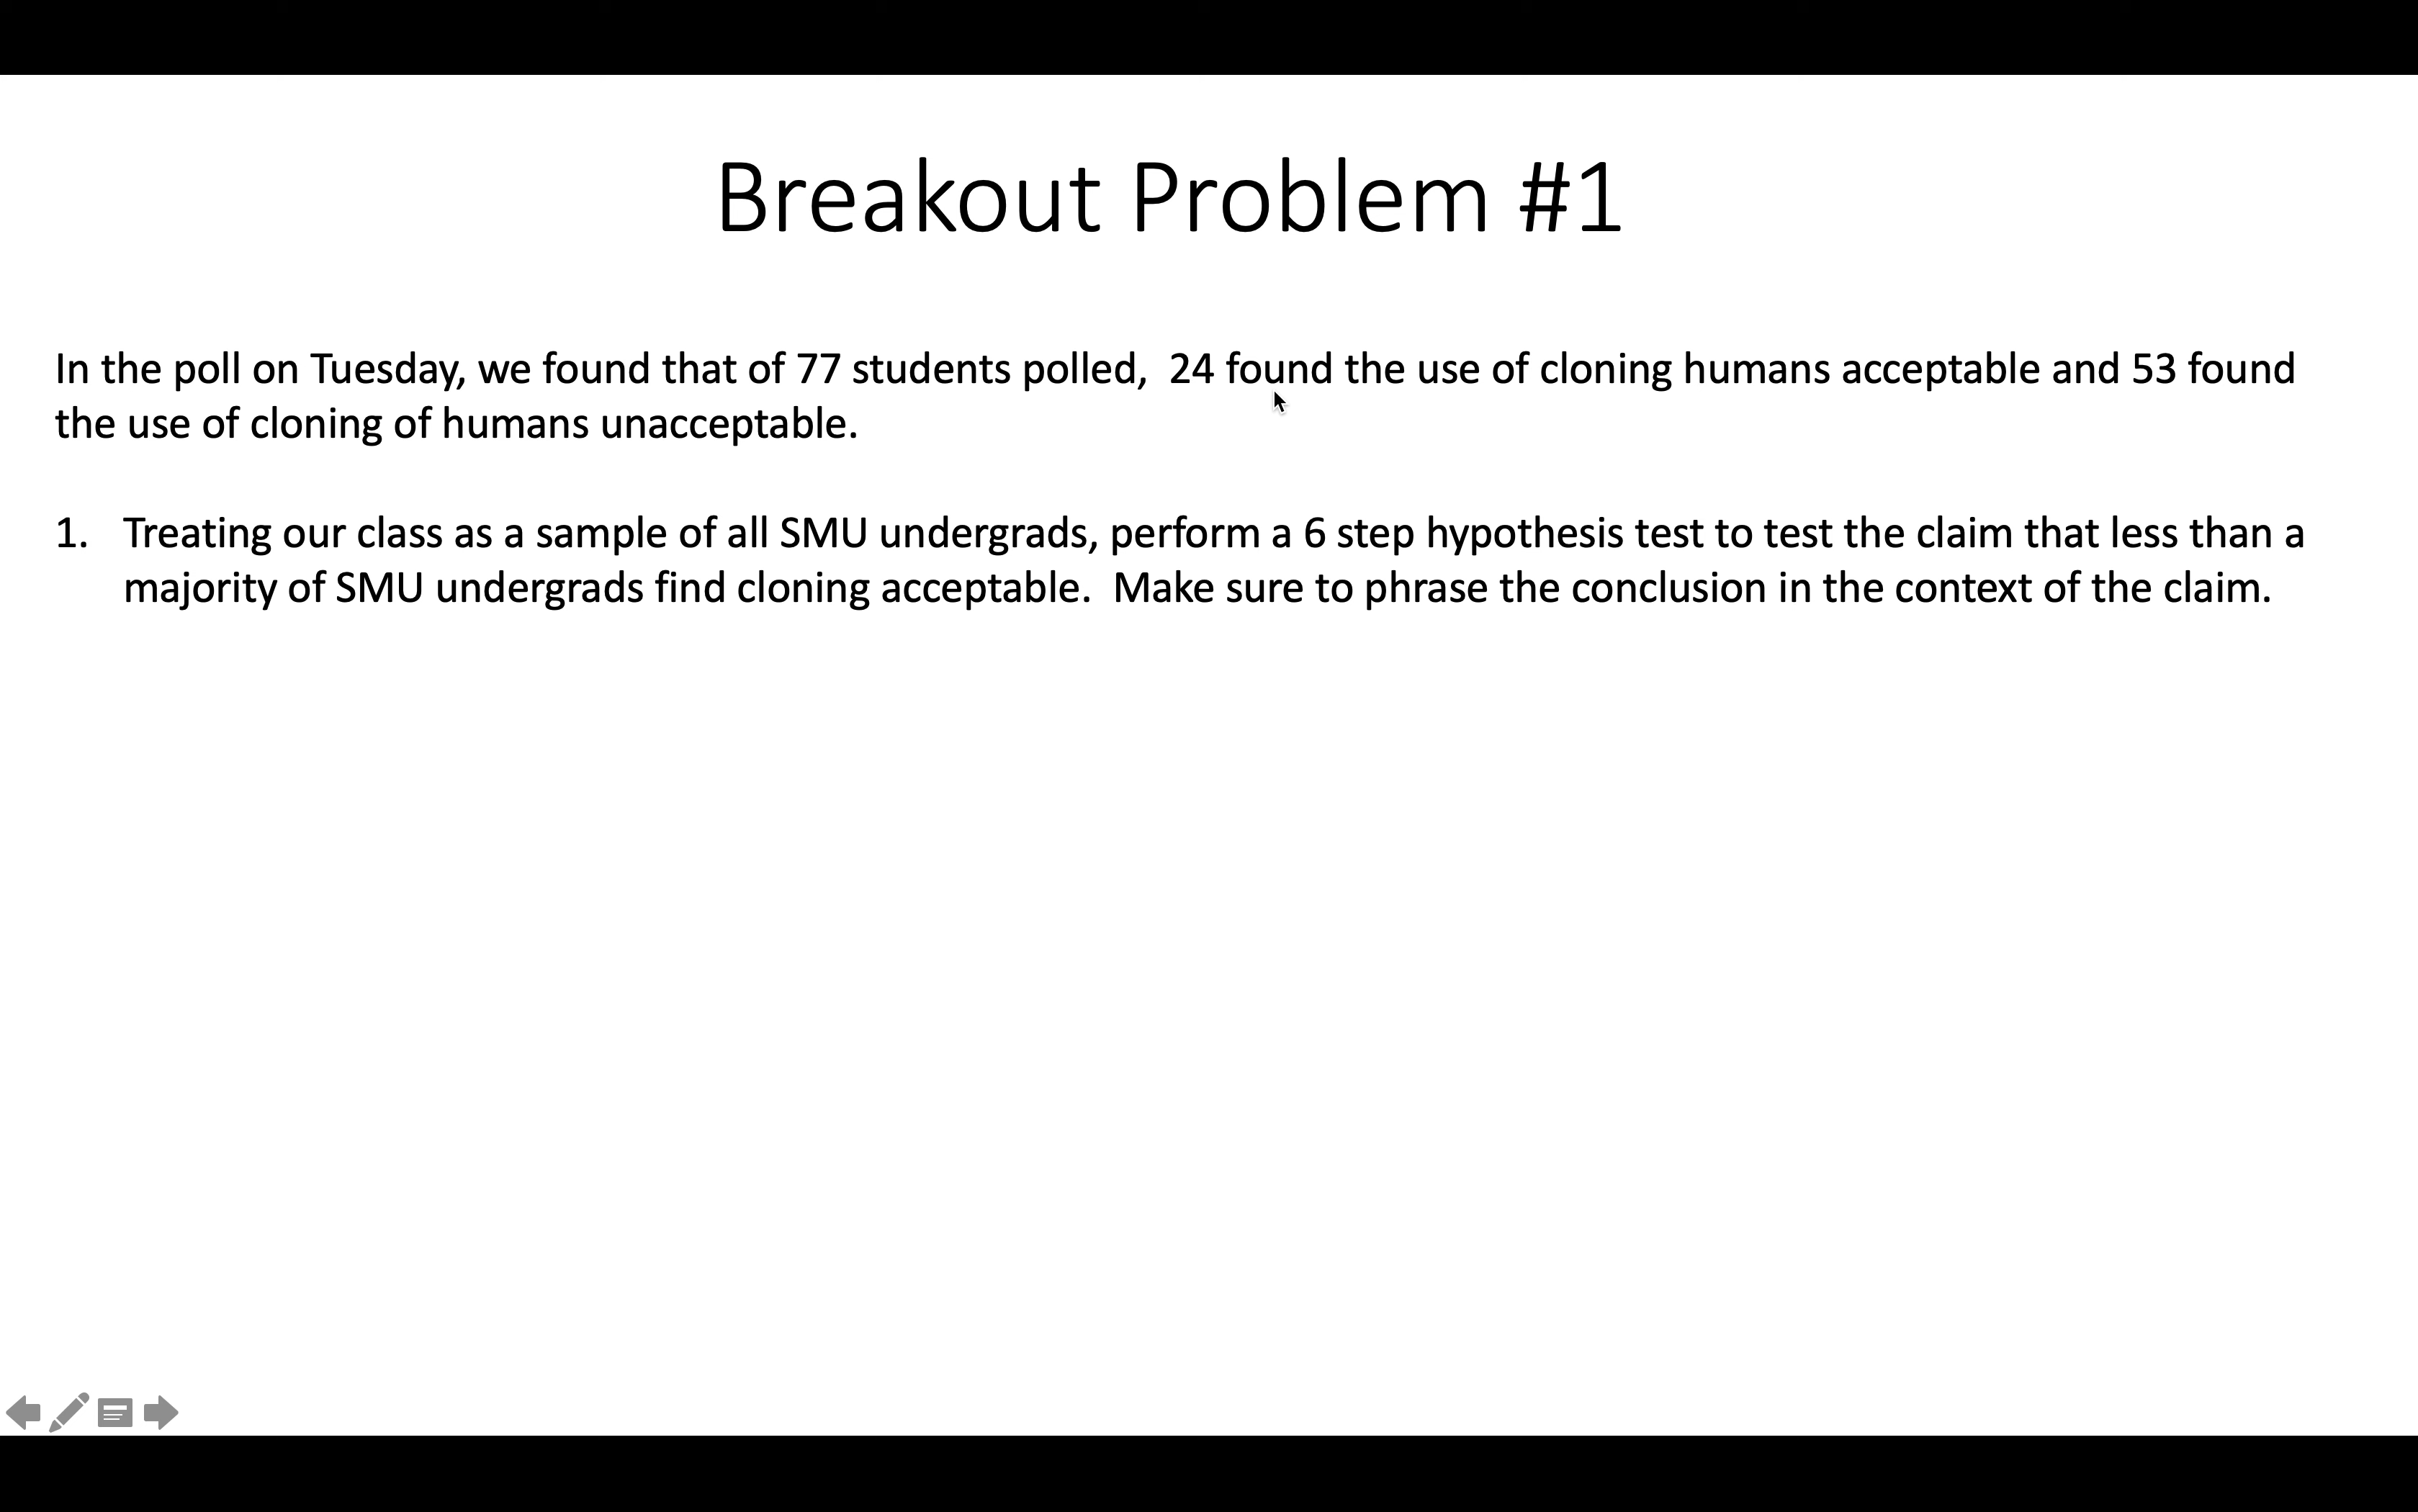 Breakout Problem #1
In the poll on Tuesday, we found that of 77 students polled,  24 found the use of cloning humans acceptable and 53 found
the use of cloning of humans unacceptable.
1. Treating our class as a sample of all SMU undergrads, perform a 6 step hypothesis test to test the claim that less than a
majority of SMU undergrads find cloning acceptable.  Make sure to phrase the conclusion in the context of the claim.